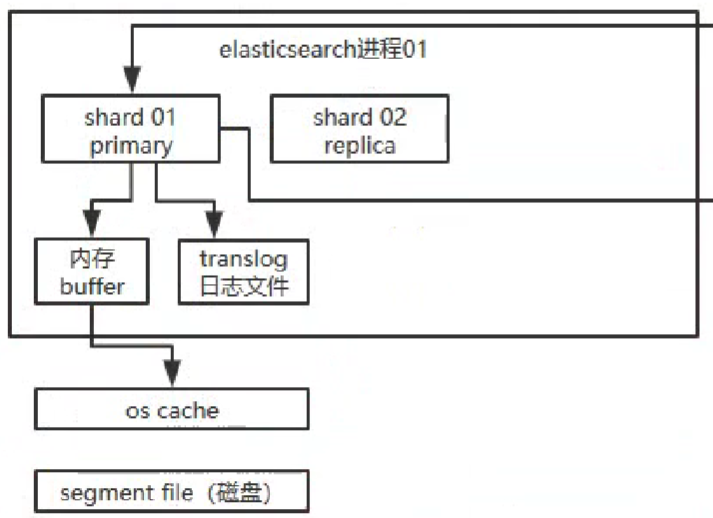 elasticsearch进程01
shard 01
primary
shard 02
replica
内存
buffer
translog
日志文件
os cache
segment file（磁盘）